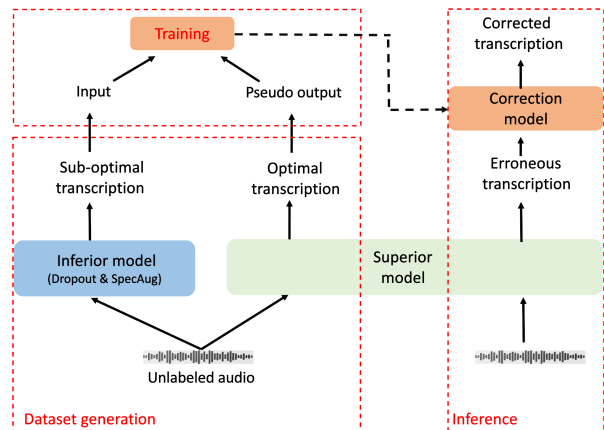 Training
Input
Pseudo output
Sub-optimal
transcription
Optimal
transcription
Inferior model
(Dropout & SpecAug)
Superior
model
Unlabeled audio
Dataset generation
Corrected
transcription
Correction
model
Erroneous
transcription
Inference